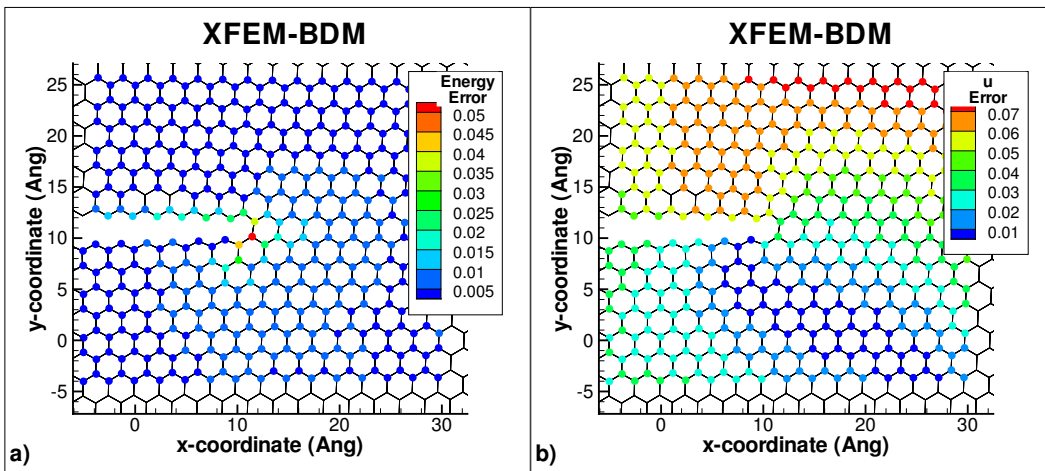 XFEM-BDM
Energy
Error
0.05
0.045
0.04
0.035
0.03
0.025
0.02
0.015
0.01
0.005
25
20
15
10
5
0
-5
y-coordinate (Ang)
0 10 20 30
x-coordinate (Ang)
a)
XFEM-BDM
u
Error
0.07
0.06
0.05
0.04
0.03
0.02
0.01
25
20
15
10
5
0
-5
y-coordinate (Ang)
0 10 20 30
x-coordinate (Ang)
b)